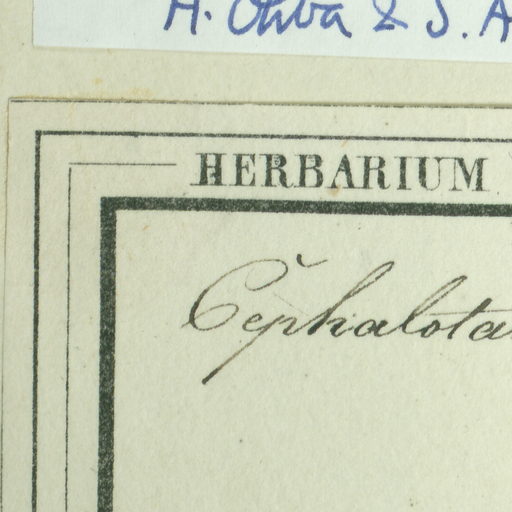 H. Ohba & S. A
HERBARIUM
Cephalota